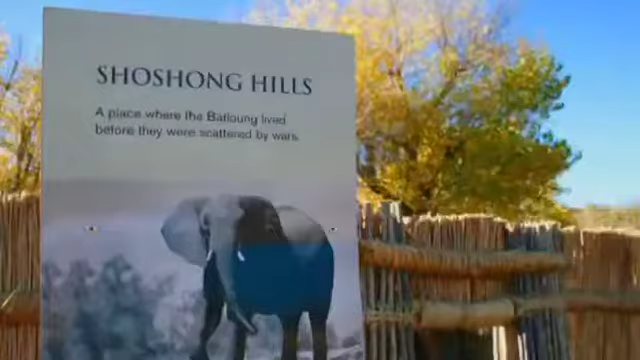 SHOSHONG HILLS
A place where the Batloung lived
before they were scattered by wars.